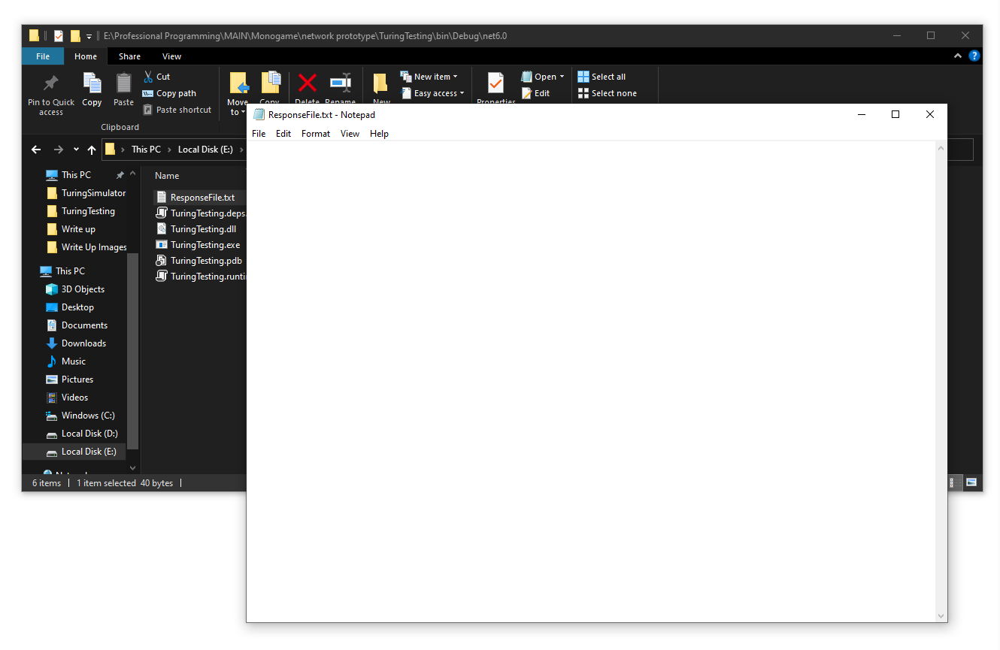 E:\Professional Programming\MAIN\Monogame\network prototype\TuringTesting\bin\Debug\net6.0
File Home Share View
Pin to Quick access
Copy
Paste
Cut
Copy path
Paste shortcut
Clipboard
Move to
Copy
Delete
Rename
New
New item
Easy access
Properties
Open
Edit
Select all
Select none
This PC > Local Disk (E:) >
This PC
TuringSimulator
TuringTesting
Write up
Write Up Images
This PC
3D Objects
Desktop
Documents
Downloads
Music
Pictures
Videos
Windows (C:)
Local Disk (D:)
Local Disk (E:)
Name
ResponseFile.txt
TuringTesting.deps.
TuringTesting.dll
TuringTesting.exe
TuringTesting.pdb
TuringTesting.runti
6 items 1 item selected 40 bytes
ResponseFile.txt - Notepad
File Edit Format View Help